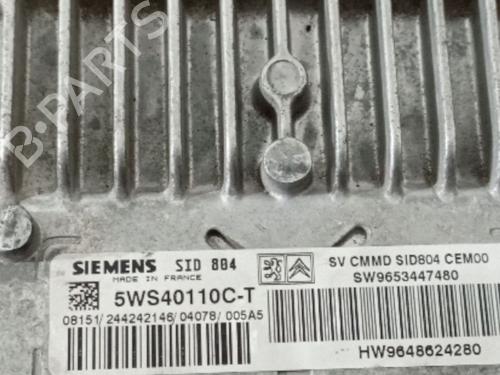 B-PARTS
SIEMENS SID 804
MADE IN FRANCE
5WS40110C-T
08151/244242146/04078/005A5
SV CMMD SID804 CEM00
SW9653447480
HW9648624280